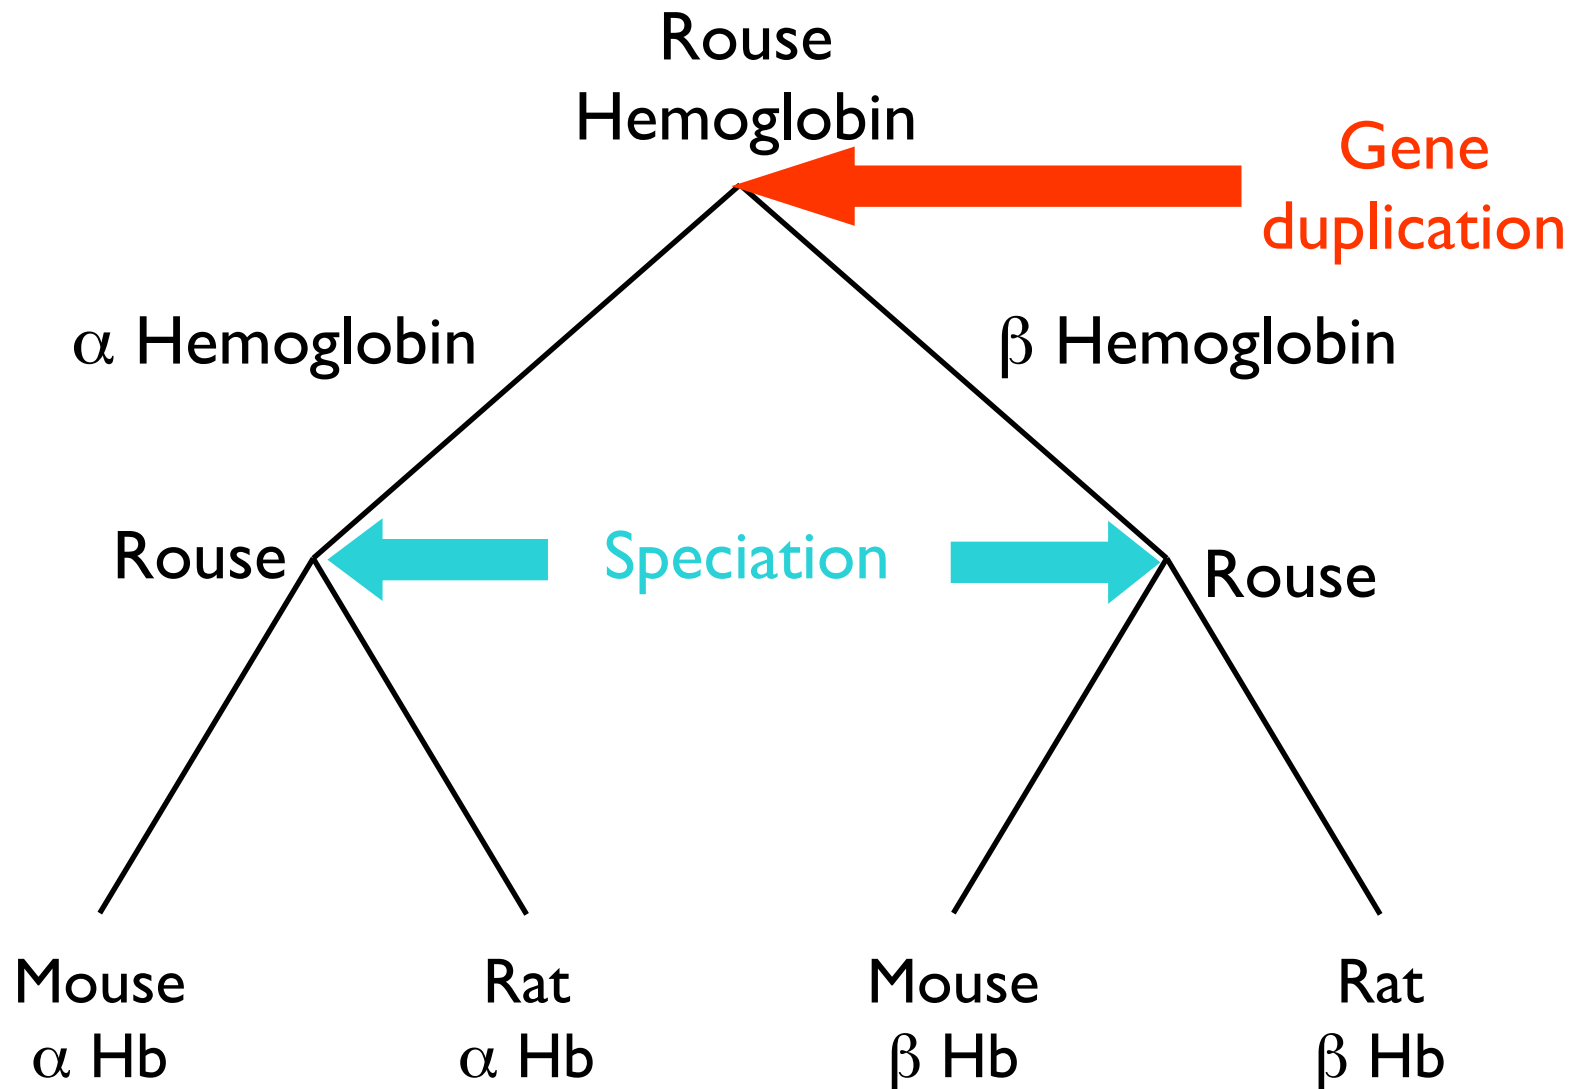 Rouse
Hemoglobin
Gene
duplication
α Hemoglobin
β Hemoglobin
Rouse
Speciation
Rouse
Mouse
α Hb
Rat
α Hb
Mouse
β Hb
Rat
β Hb